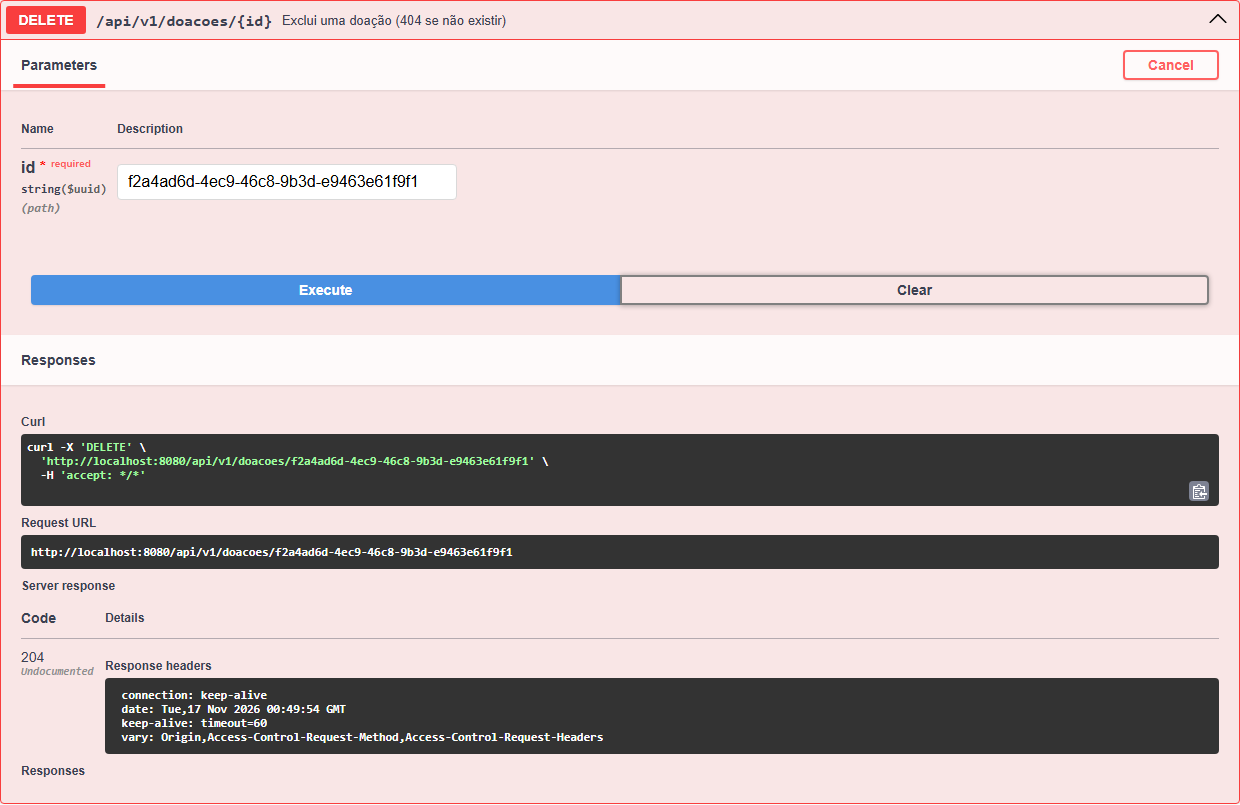 DELETE /api/v1/doacoes/{id} Exclui uma doação (404 se não existir)
Parameters
Cancel
Name Description
id * required
string($uuid)
(path)
f2a4ad6d-4ec9-46c8-9b3d-e9463e61f9f1
Execute Clear
Responses
Curl
curl -X 'DELETE' \
'http://localhost:8080/api/v1/doacoes/f2a4ad6d-4ec9-46c8-9b3d-e9463e61f9f1' \
-H 'accept: */*'
Request URL
http://localhost:8080/api/v1/doacoes/f2a4ad6d-4ec9-46c8-9b3d-e9463e61f9f1
Server response
Code Details
204
Undocumented
Response headers
connection: keep-alive
date: Tue,17 Nov 2026 00:49:54 GMT
keep-alive: timeout=60
vary: Origin,Access-Control-Request-Method,Access-Control-Request-Headers
Responses